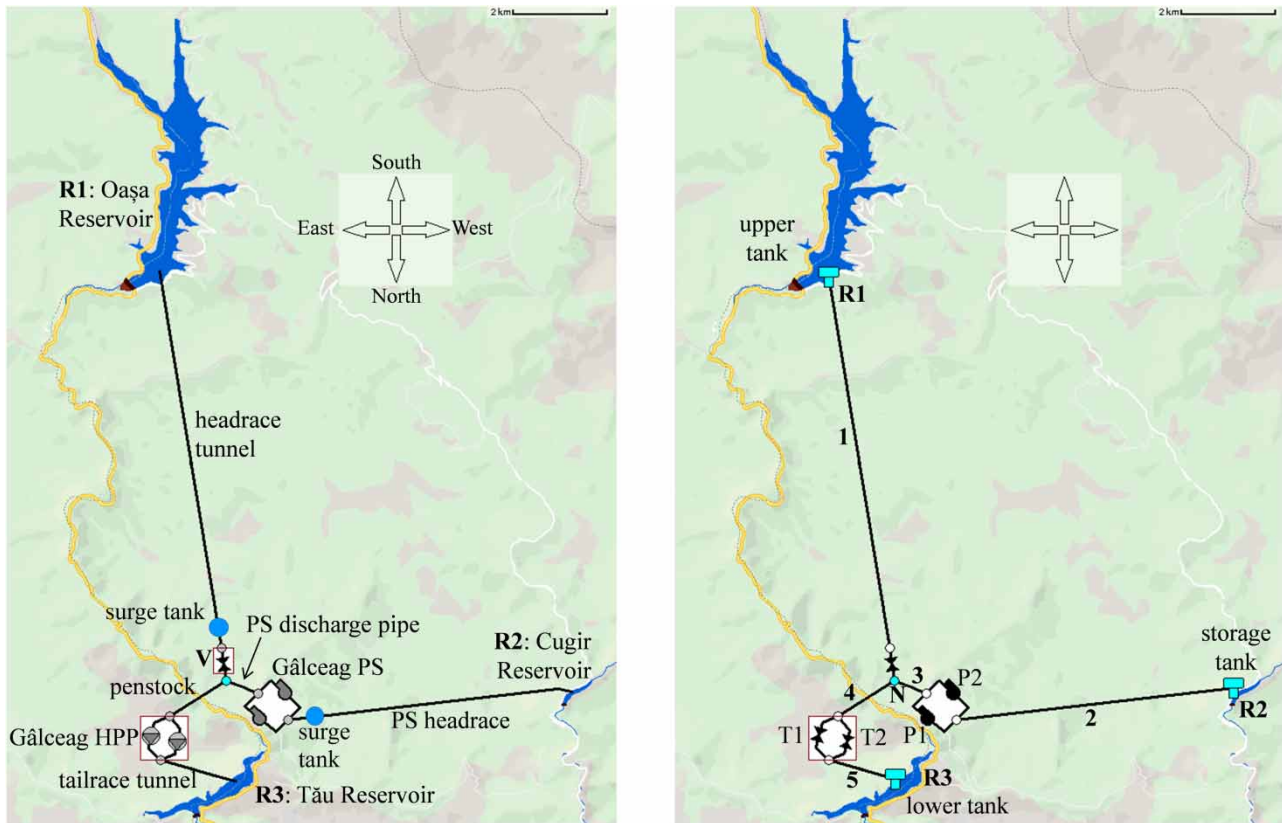 2 km
R1: Oașa
Reservoir
South
East
West
North
headrace
tunnel
surge tank
V
PS discharge pipe
R2: Cugir
Reservoir
Gâlceag PS
penstock
PS headrace
Gâlceag HPP
surge
tank
tailrace tunnel
R3: Tău Reservoir
2 km
upper
tank
R1
1
storage
tank
3
P2
4
N
R2
2
T1
T2
P1
5
R3
lower tank